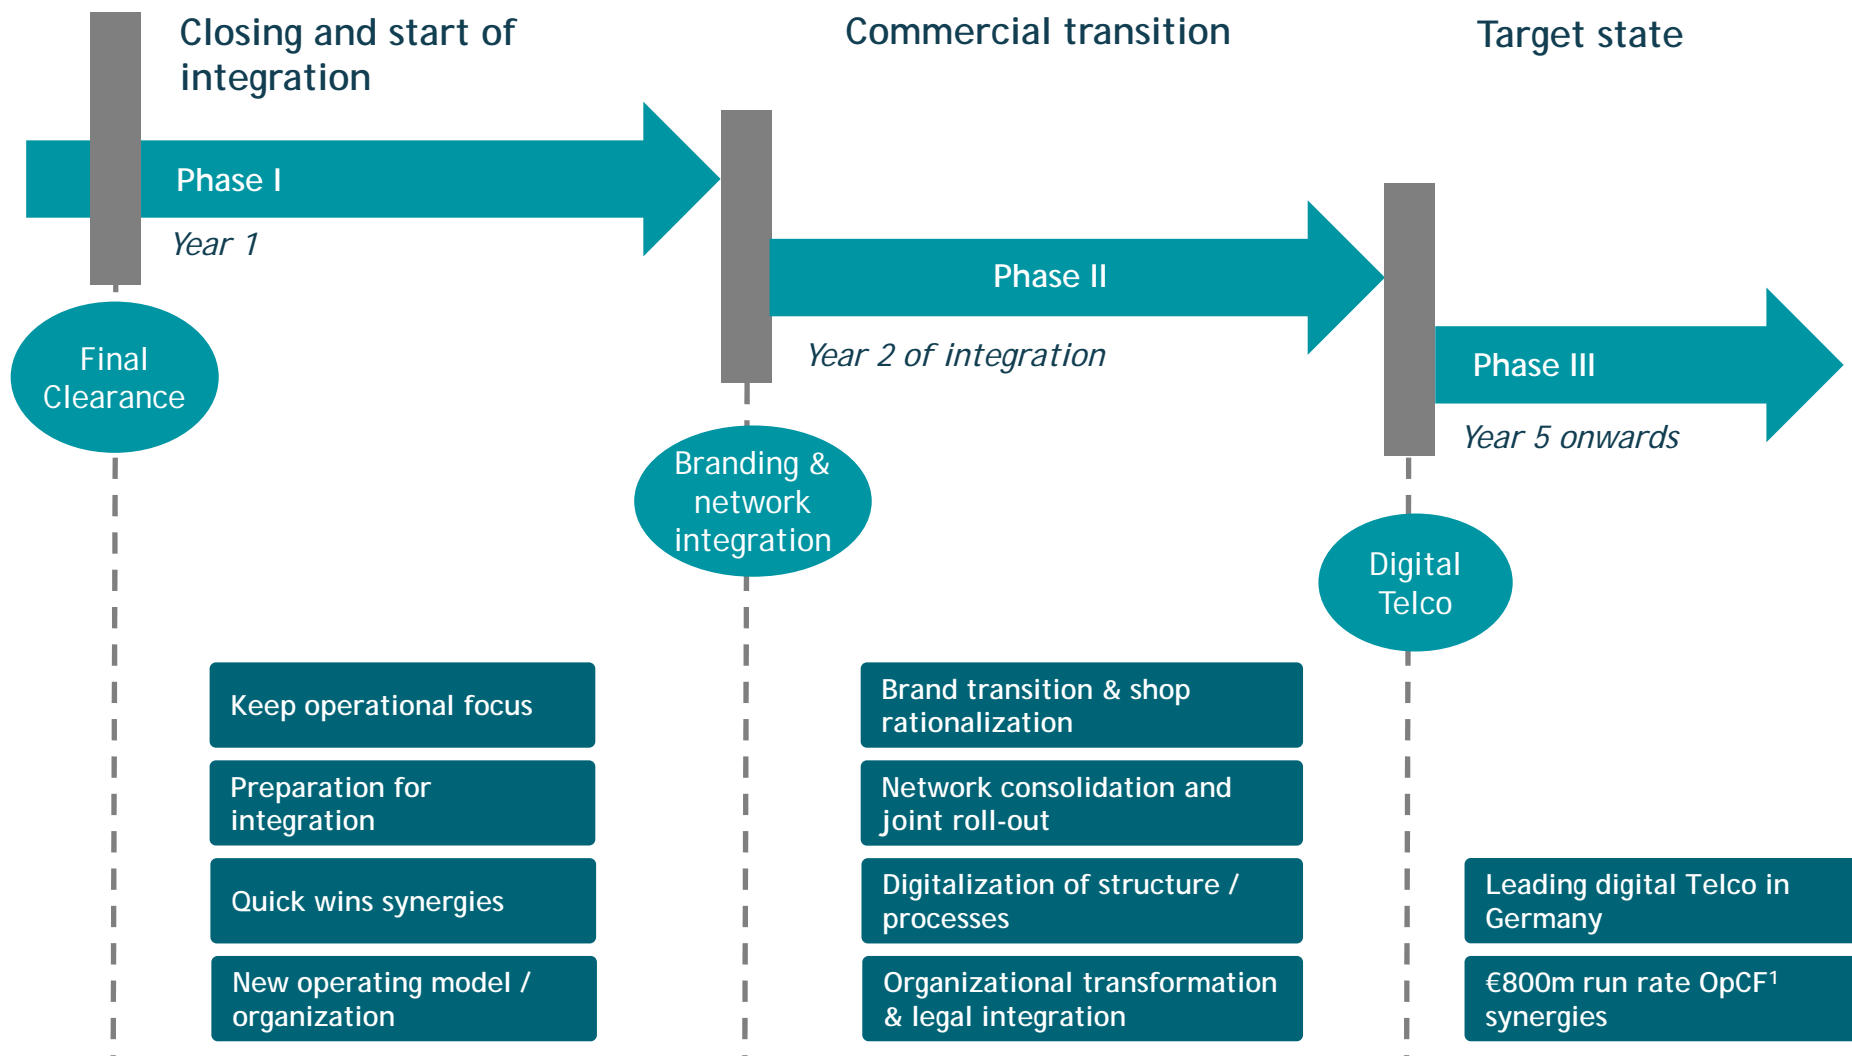 Closing and start of
integration
Commercial transition
Target state
Phase I
Year 1
Phase II
Year 2 of integration
Phase III
Year 5 onwards
Final
Clearance
Branding &
network
integration
Digital
Telco
Keep operational focus
Preparation for
integration
Quick wins synergies
New operating model /
organization
Brand transition & shop
rationalization
Network consolidation and
joint roll-out
Digitalization of structure /
processes
Organizational transformation
& legal integration
Leading digital Telco in
Germany
€800m run rate OpCF¹
synergies